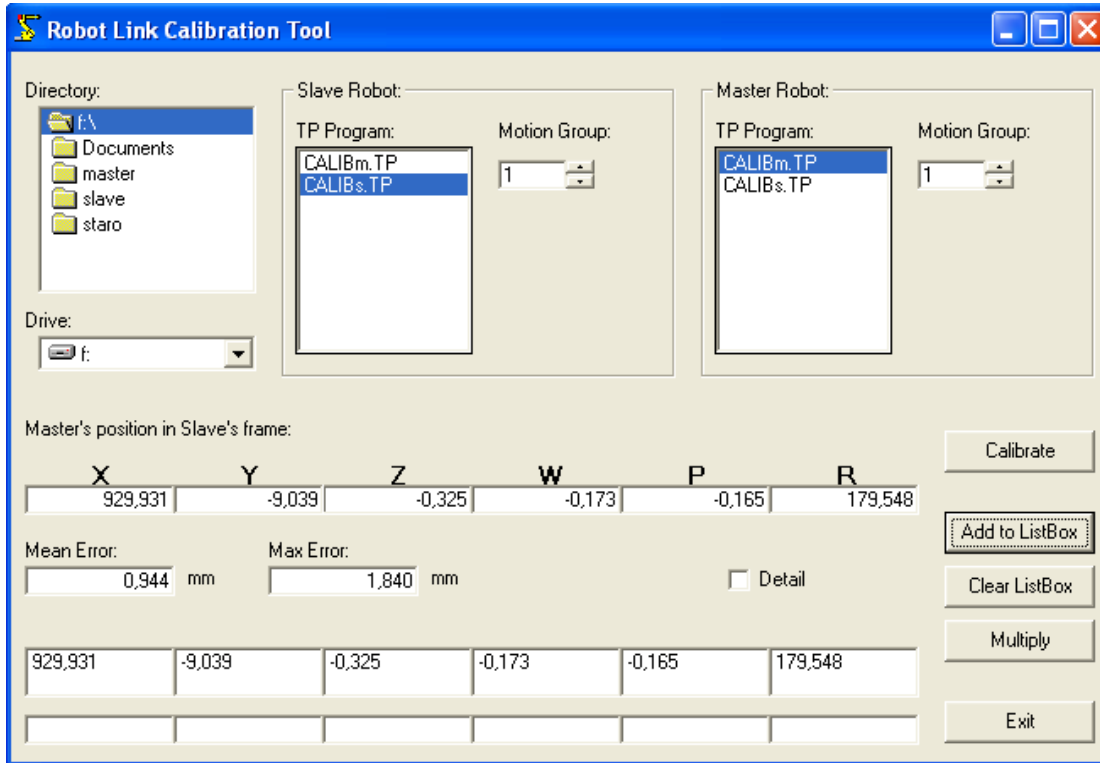 Robot Link Calibration Tool
Directory:
f:\
Documents
master
slave
staro
Drive:
f:
Slave Robot:
TP Program:
Motion Group:
CALIBm.TP
CALIBs.TP
1
Master Robot:
TP Program:
Motion Group:
CALIBm.TP
CALIBs.TP
1
Master's position in Slave's frame:
X Y Z W P R
929,931 -9,039 -0,325 -0,173 -0,165 179,548
Mean Error:
0,944 mm
Max Error:
1,840 mm
Detail
929,931 -9,039 -0,325 -0,173 -0,165 179,548
Calibrate
Add to ListBox
Clear ListBox
Multiply
Exit